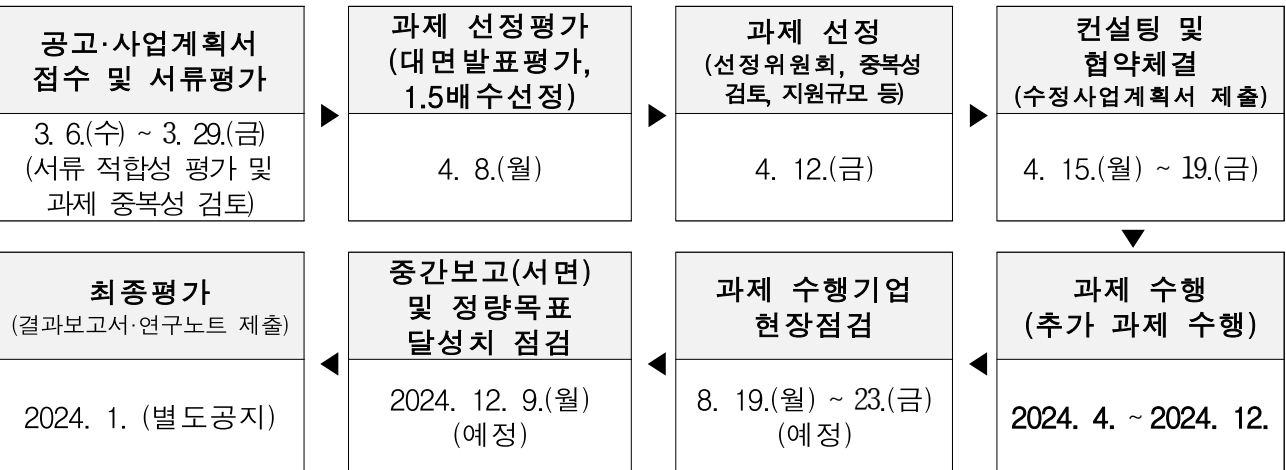 공고·사업계획서
접수 및 서류평가
3. 6.(수) ~ 3. 29.(금)
(서류 적합성 평가 및
과제 중복성 검토)
▶
과제 선정평가
(대면발표평가,
1.5배수선정)
4. 8.(월)
▶
과제 선정
(선정위원회, 중복성
검토, 지원규모 등)
4. 12.(금)
▶
컨설팅 및
협약체결
(수정사업계획서 제출)
4. 15.(월) ~ 19.(금)
▼
과제 수행
(추가 과제 수행)
2024. 4. ~ 2024. 12.
◀
과제 수행기업
현장점검
8. 19.(월) ~ 23.(금)
(예정)
◀
중간보고(서면)
및 정량목표
달성치 점검
2024. 12. 9.(월)
(예정)
◀
최종평가
(결과보고서·연구노트 제출)
2024. 1. (별도공지)